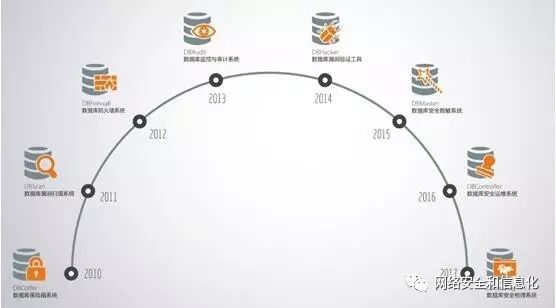 DBCoffer
数据库保险箱系统
2010
DBScan
数据库漏洞扫描系统
2011
DBFirewall
数据库防火墙系统
2012
DBAudit
数据库监控与审计系统
2013
DBHacker
数据库漏洞验证工具
2014
DBMasker
数据库安全脱敏系统
2015
DBController
数据库安全运维系统
2016
数据库安全梳理系统
2017
网络安全和信息化